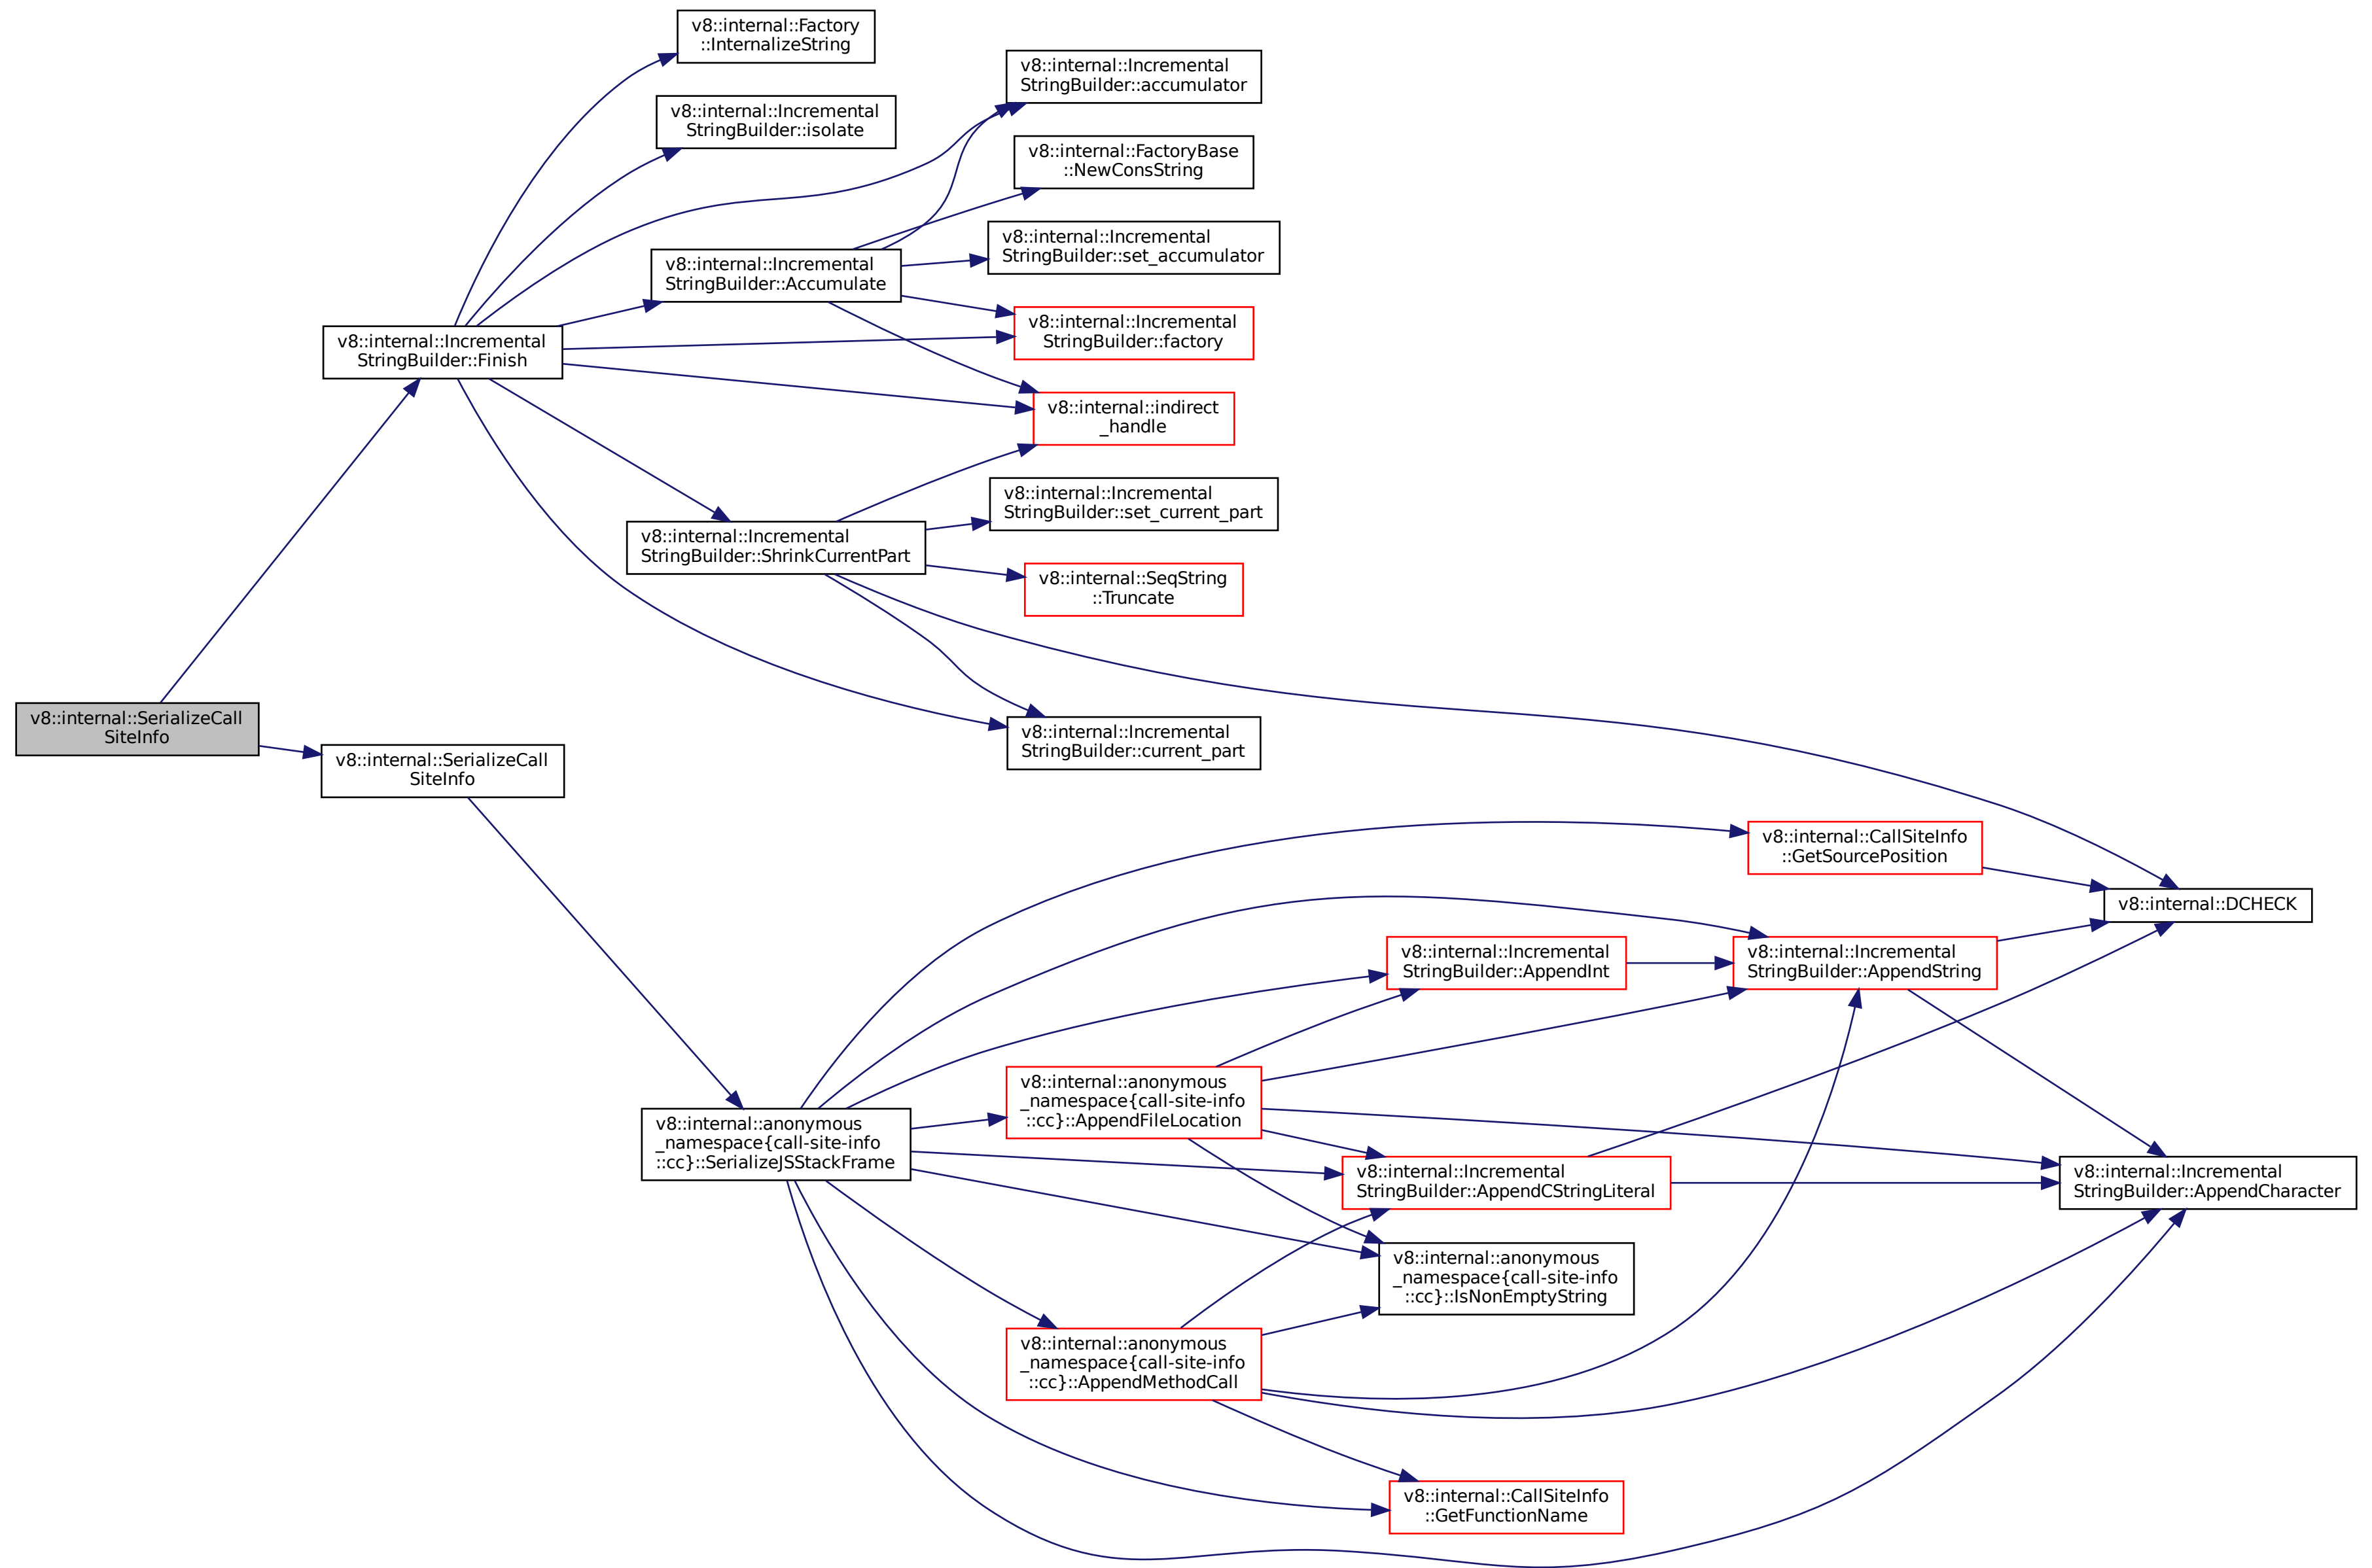 v8::internal::Factory
::InternalizeString
v8::internal::Incremental
StringBuilder::accumulator
v8::internal::Incremental
StringBuilder::isolate
v8::internal::FactoryBase
::NewConsString
v8::internal::Incremental
StringBuilder::set_accumulator
v8::internal::Incremental
StringBuilder::Accumulate
v8::internal::Incremental
StringBuilder::factory
v8::internal::Incremental
StringBuilder::Finish
v8::internal::indirect
_handle
v8::internal::Incremental
StringBuilder::set_current_part
v8::internal::Incremental
StringBuilder::ShrinkCurrentPart
v8::internal::SeqString
::Truncate
v8::internal::SerializeCall
SiteInfo
v8::internal::Incremental
StringBuilder::current_part
v8::internal::SerializeCall
SiteInfo
v8::internal::CallSiteInfo
::GetSourcePosition
v8::internal::DCHECK
v8::internal::Incremental
StringBuilder::AppendInt
v8::internal::Incremental
StringBuilder::AppendString
v8::internal::anonymous
_namespace{call-site-info
::cc}::AppendFileLocation
v8::internal::anonymous
_namespace{call-site-info
::cc}::SerializeJSStackFrame
v8::internal::Incremental
StringBuilder::AppendCStringLiteral
v8::internal::Incremental
StringBuilder::AppendCharacter
v8::internal::anonymous
_namespace{call-site-info
::cc}::IsNonEmptyString
v8::internal::anonymous
_namespace{call-site-info
::cc}::AppendMethodCall
v8::internal::CallSiteInfo
::GetFunctionName